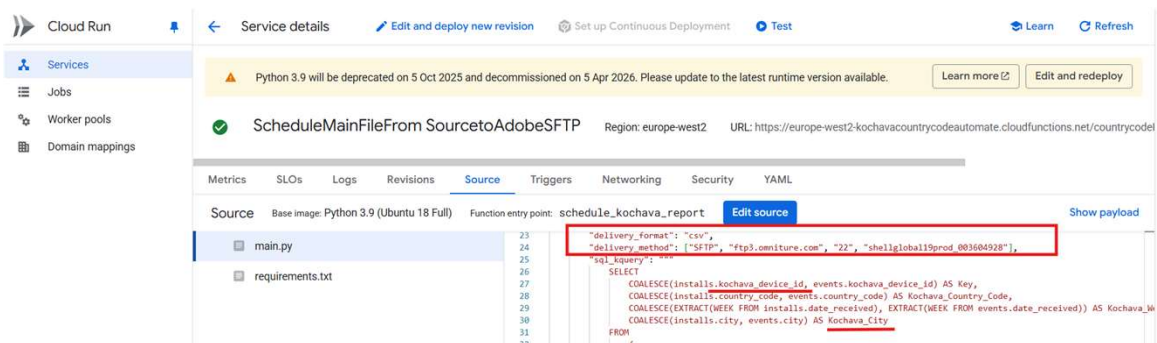 Cloud Run
Service details
Edit and deploy new revision
Set up Continuous Deployment
Test
Learn
Refresh
Services
Jobs
Worker pools
Domain mappings
Python 3.9 will be deprecated on 5 Oct 2025 and decommissioned on 5 Apr 2026. Please update to the latest runtime version available.
Learn more
Edit and redeploy
ScheduleMainFileFrom SourcetoAdobeSFTP
Region: europe-west2
URL: https://europe-west2-kochavacountrycodeautomate.cloudfunctions.net/countrycodel
Metrics
SLOs
Logs
Revisions
Source
Triggers
Networking
Security
YAML
Source
Base image: Python 3.9 (Ubuntu 18 Full)
Function entry point: schedule_kochava_report
Edit source
Show payload
main.py
requirements.txt
23 "delivery_format": "csv",
24 "delivery_method": ["SFTP", "ftp3.omniture.com", "22", "shellglobal19prod_003604928"],
25 "sql_kquery": """
26 SELECT
27 COALESCE(installs.kochava_device_id, events.kochava_device_id) AS Key,
28 COALESCE(installs.country_code, events.country_code) AS Kochava_Country_Code,
29 COALESCE(EXTRACT(WEEK FROM installs.date_received), EXTRACT(WEEK FROM events.date_received)) AS Kochava_W
30 COALESCE(installs.city, events.city) AS Kochava_City
31 FROM